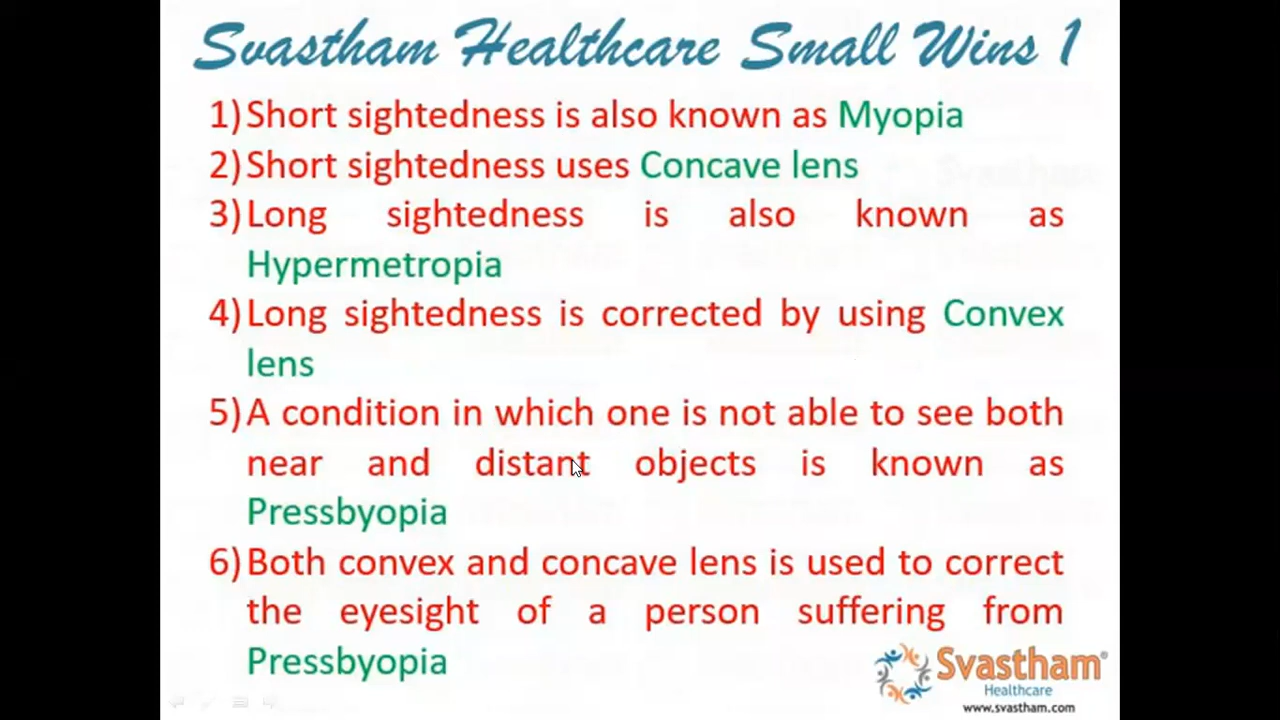 Svastham Healthcare Small Wins 1
1) Short sightedness is also known as Myopia
2) Short sightedness uses Concave lens
3) Long sightedness is also known as
Hypermetropia
4) Long sightedness is corrected by using Convex
lens
5) A condition in which one is not able to see both
near and distant objects is known as
Pressbyopia
6) Both convex and concave lens is used to correct
the eyesight of a person suffering from
Pressbyopia
Svastham®
Healthcare
www.svastham.com